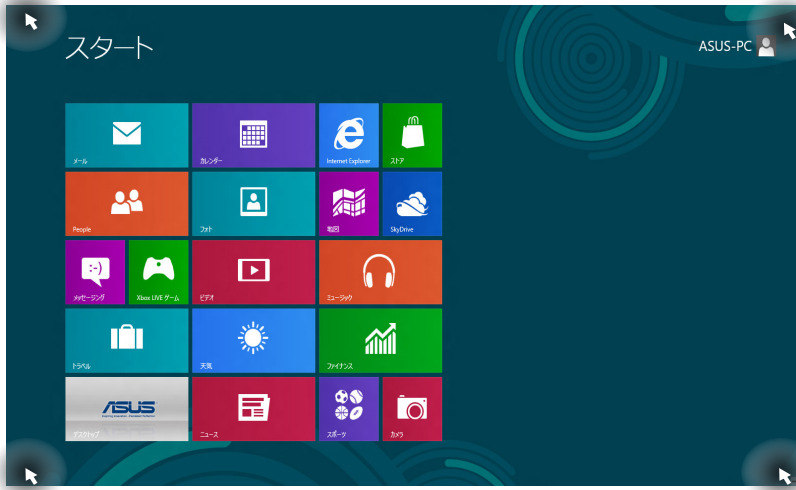 スタート
ASUS-PC
メール
カレンダー
Internet Explorer
ストア
People
フォト
地図
SkyDrive
メッセージング
Xbox LIVE ゲーム
ビデオ
ミュージック
トラベル
天気
ファイナンス
ASUS
Inspiring Innovation • Persistent Perfection
デスクトップ
ニュース
スポーツ
カメラ